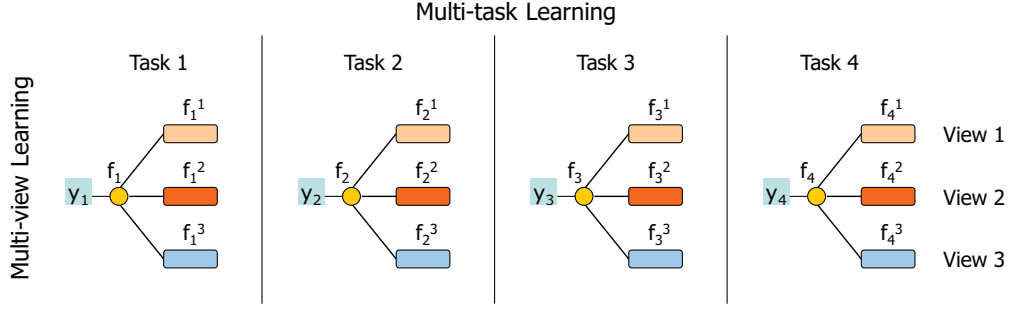 Multi-task Learning
Task 1 Task 2 Task 3 Task 4
Multi-view Learning
f₁¹ f₂¹ f₃¹ f₄¹ View 1
f₁ f₁² f₂ f₂² f₃ f₃² f₄ f₄²
y₁ y₂ y₃ y₄ View 2
f₁³ f₂³ f₃³ f₄³
View 3